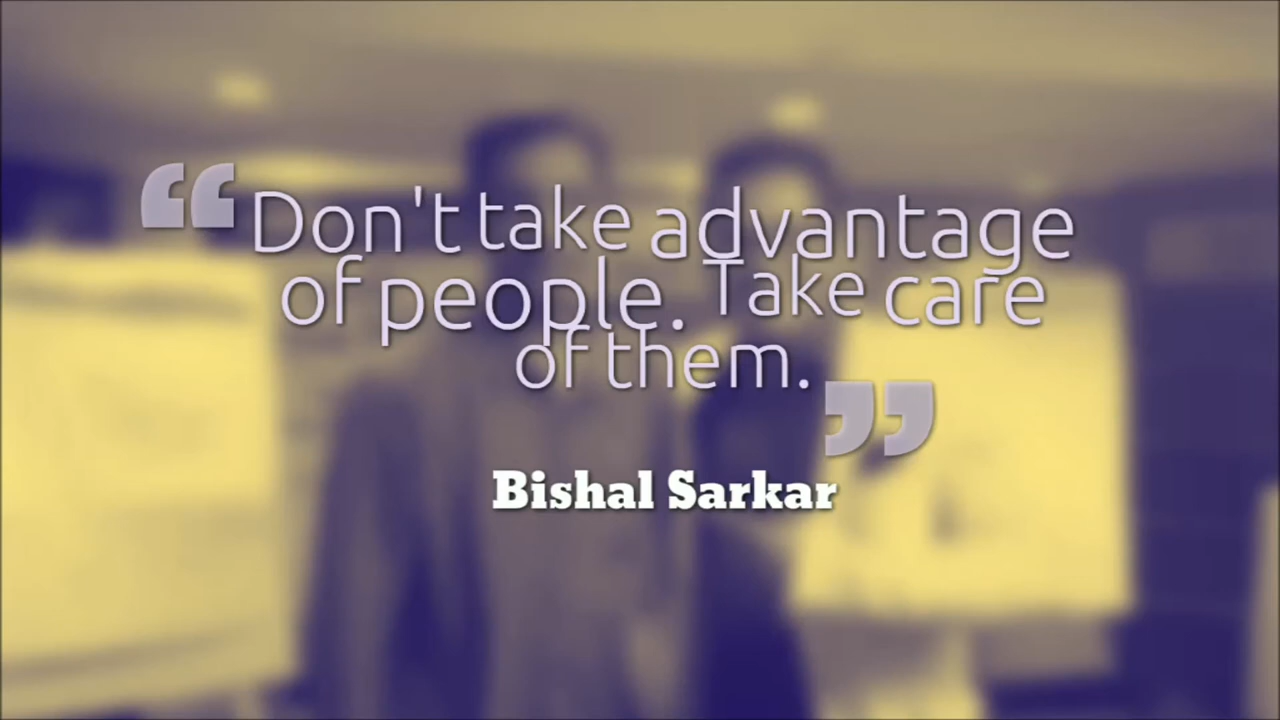 “Don't take advantage
of people. Take care
of them.”
Bishal Sarkar